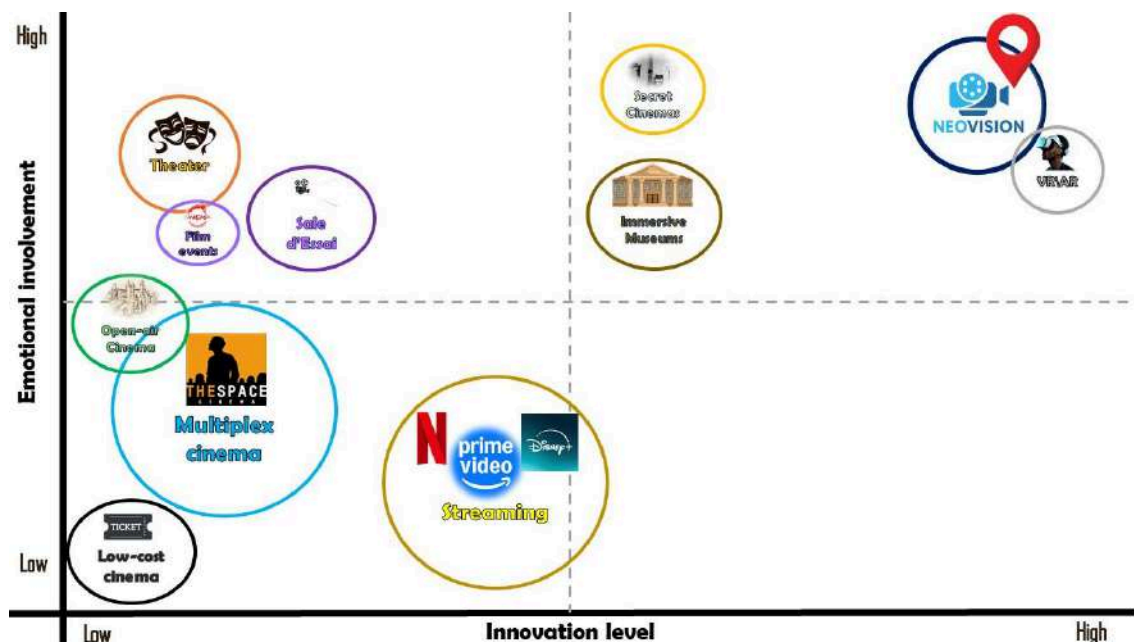 High
Emotional involvement
Low
Low
Innovation level
High
Theater
Film
events
Sale
d'Essai
Secret
Cinemas
Immersive
Museums
NEOVISION
VR\AR
Open-air
Cinema
THESPACE
CINEMA
Multiplex
cinema
N
prime
video
Disney+
Streaming
TICKET
Low-cost
cinema